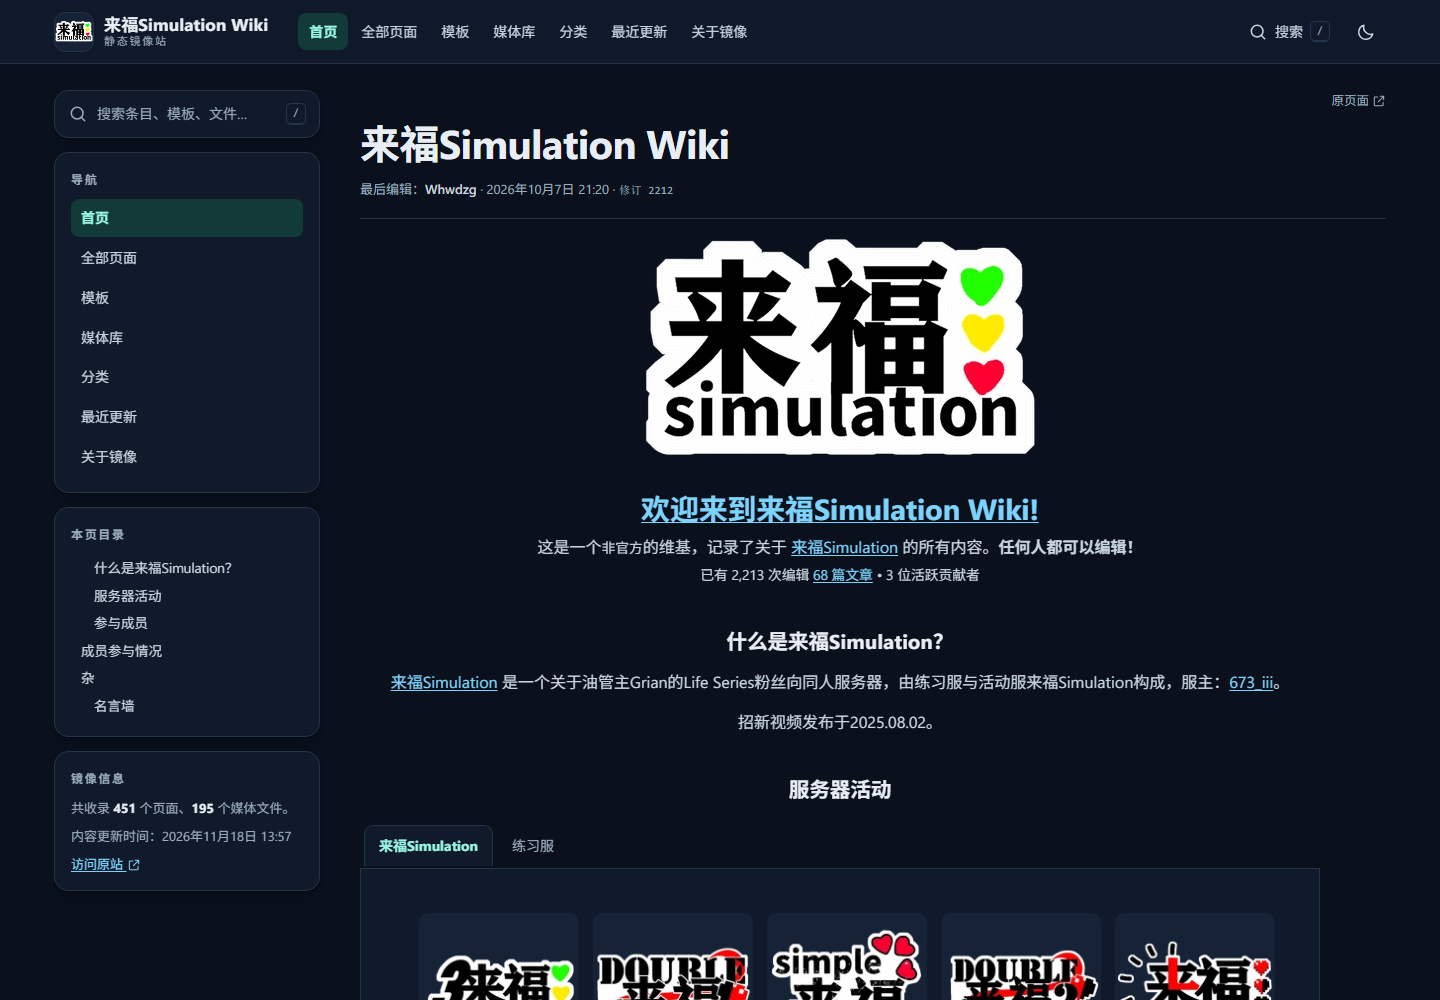 来福Simulation Wiki
静态镜像站
首页
全部页面
模板
媒体库
分类
最近更新
关于镜像
搜索 /
搜索条目、模板、文件... /
导航
首页
全部页面
模板
媒体库
分类
最近更新
关于镜像
本页目录
什么是来福Simulation?
服务器活动
参与成员
成员参与情况
杂
名言墙
镜像信息
共收录 451 个页面、195 个媒体文件。
内容更新时间：2026年11月18日 13:57
访问原站
原页面
来福Simulation Wiki
最后编辑：Whwdzg · 2026年10月7日 21:20 · 修订 2212
来福
simulation
欢迎来到来福Simulation Wiki!
这是一个非官方的维基，记录了关于 来福Simulation 的所有内容。任何人都可以编辑！
已有 2,213 次编辑 68 篇文章 • 3 位活跃贡献者
什么是来福Simulation?
来福Simulation 是一个关于油管主Grian的Life Series粉丝向同人服务器，由练习服与活动服来福Simulation构成，服主：673_iii。
招新视频发布于2025.08.02。
服务器活动
来福Simulation
练习服
来福
DOUBLE
simple
DOUBLE
来福